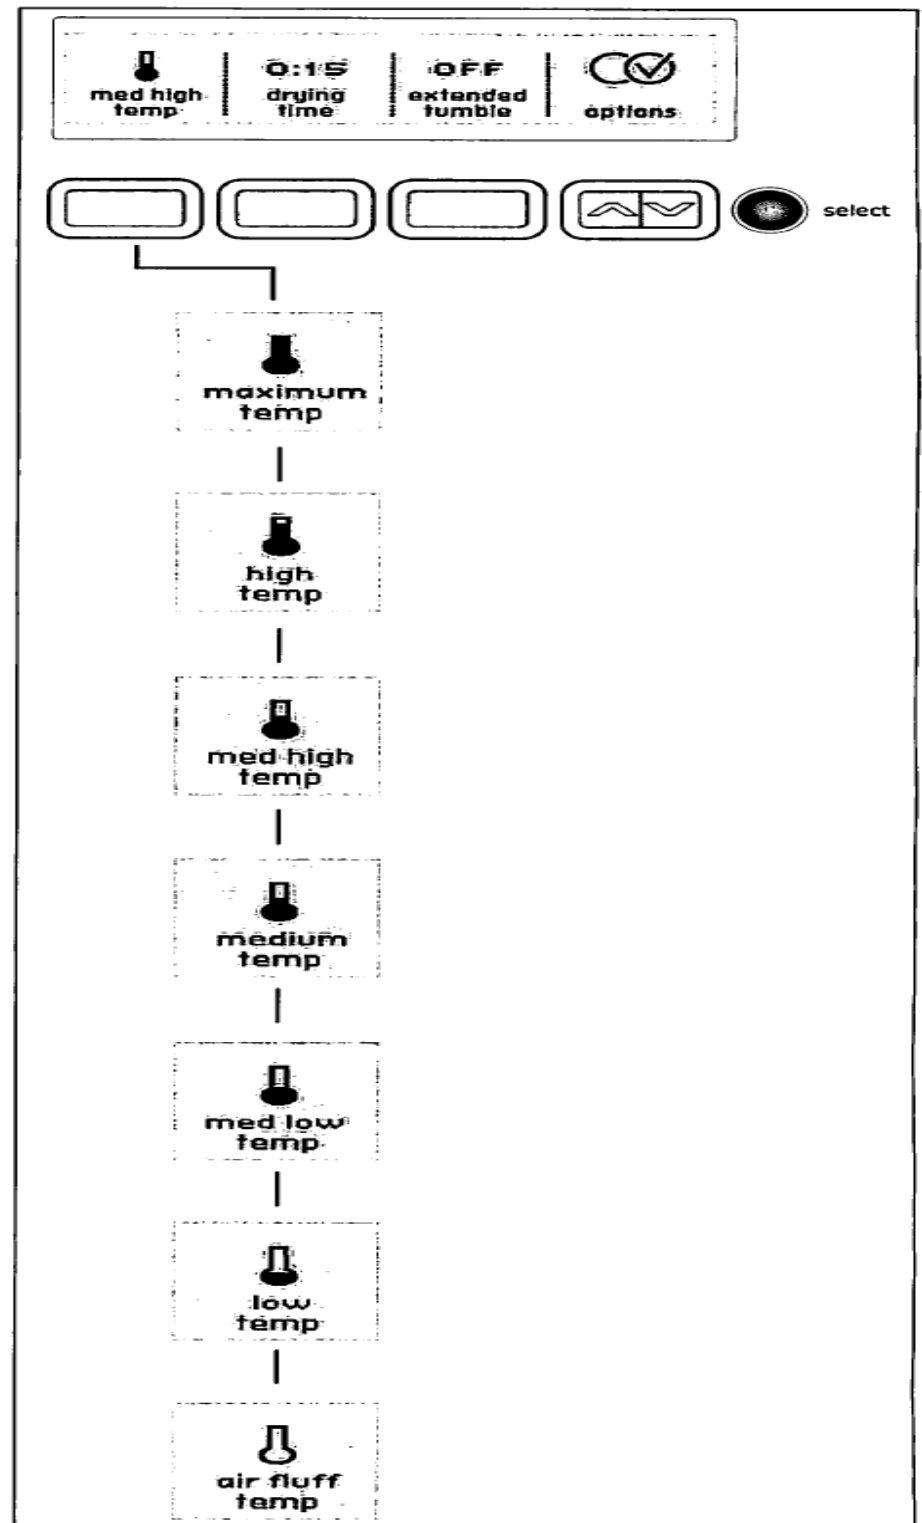 med high
temp
0:15
drying
time
OFF
extended
tumble
options
select
maximum
temp
high
temp
med high
temp
medium
temp
med low
temp
low
temp
air fluff
temp